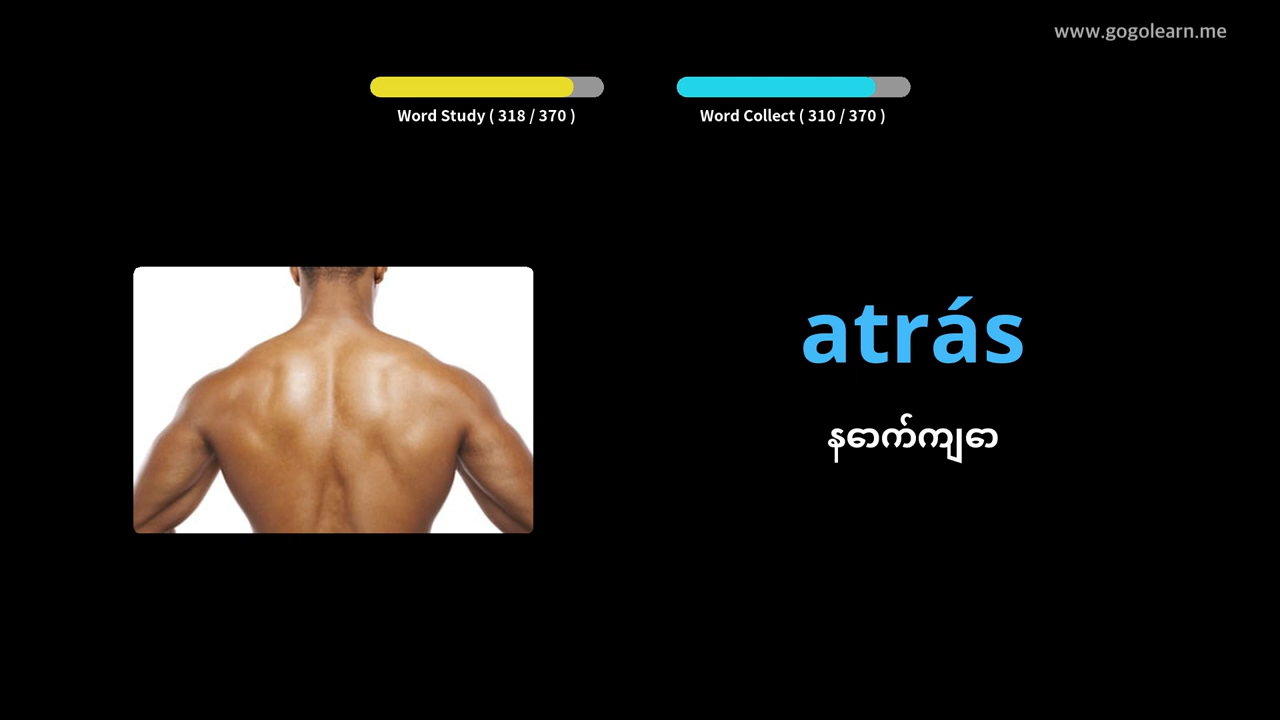 www.gogolearn.me
Word Study ( 318 / 370 )
Word Collect ( 310 / 370 )
atrás
နောက်ကျော